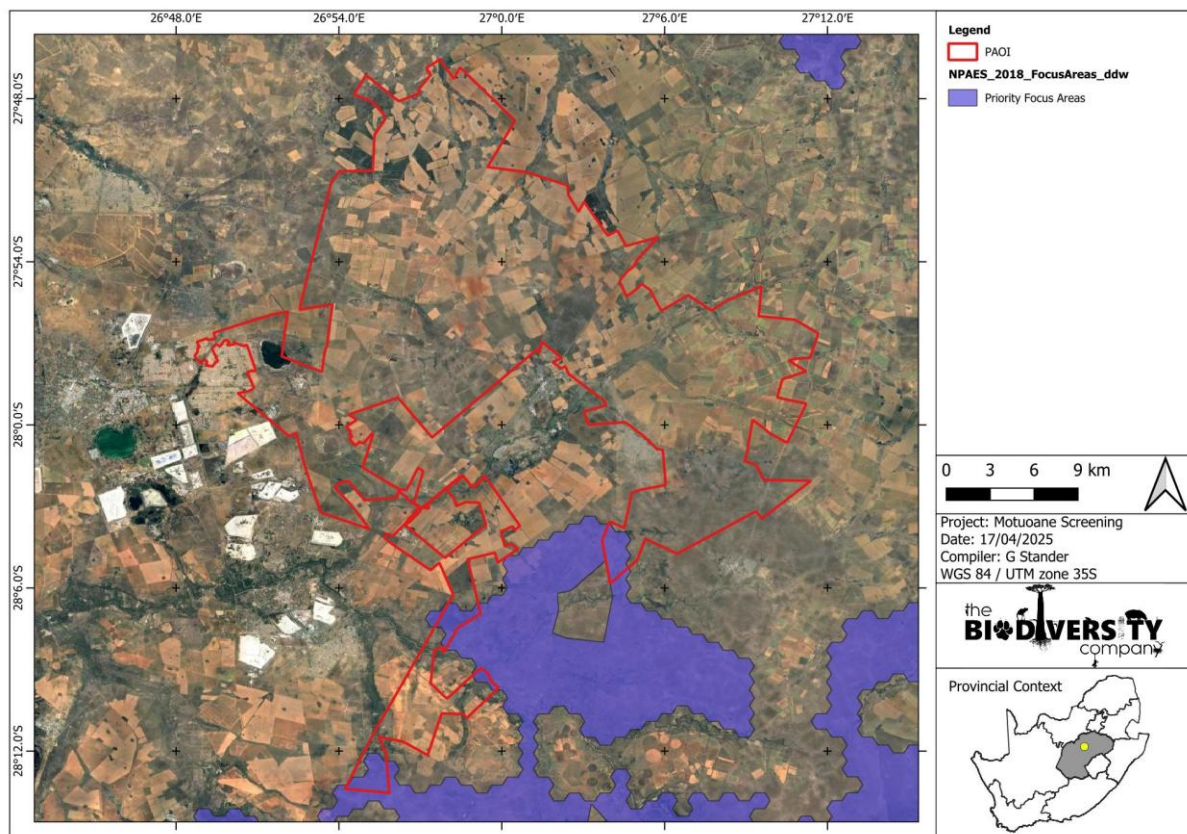 26°48.0'E 26°54.0'E 27°0.0'E 27°6.0'E 27°12.0'E
27°48.0'S
27°54.0'S
28°0.0'S
28°6.0'S
28°12.0'S
Legend
PAOI
NPAES_2018_FocusAreas_ddw
Priority Focus Areas
0 3 6 9 km
Project: Motuoane Screening
Date: 17/04/2025
Compiler: G Stander
WGS 84 / UTM zone 35S
the
BIODIVERSITY
company
Provincial Context